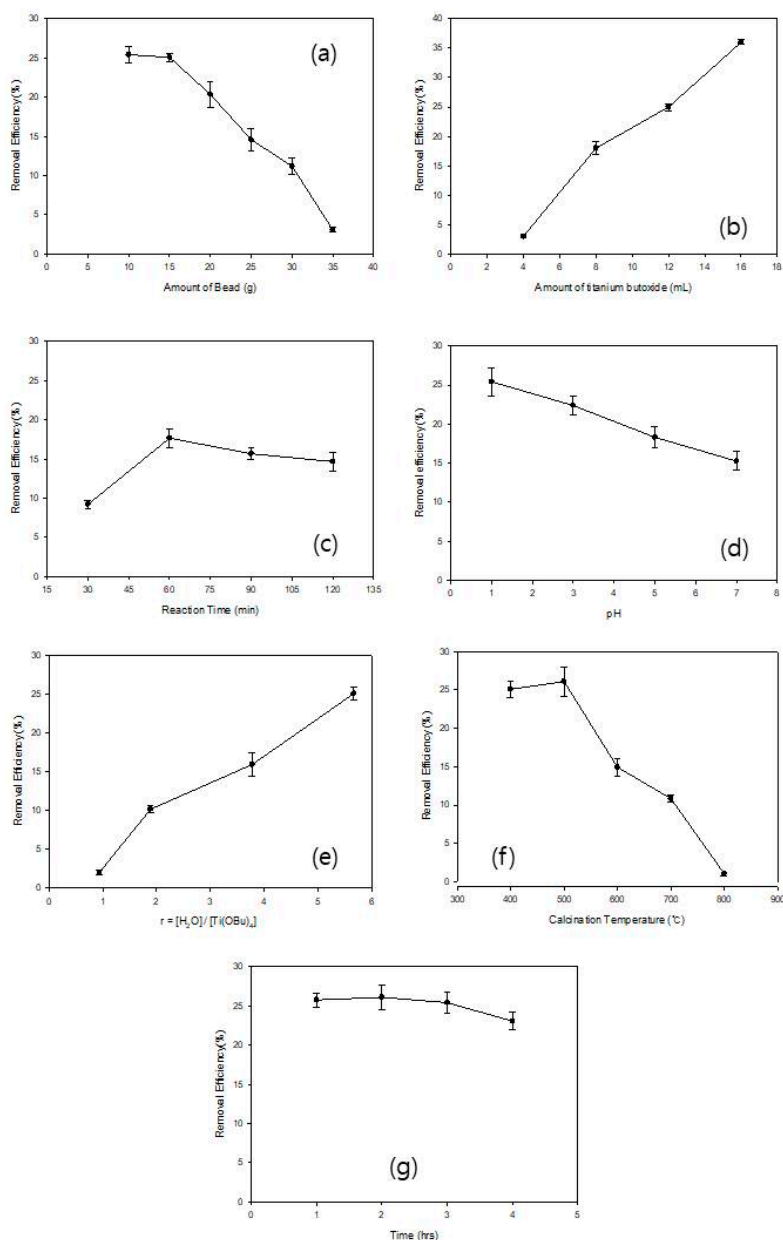 30
25
20
15
10
5
0
Removal Efficiency(%)
(a)
0 5 10 15 20 25 30 35 40
Amount of Bead (g)
40
35
30
25
20
15
10
5
0
Removal Efficiency(%)
(b)
0 2 4 6 8 10 12 14 16 18
Amount of titanium butoxide (mL)
30
25
20
15
10
5
0
Removal Efficiency(%)
(c)
15 30 45 60 75 90 105 120 135
Reaction Time (min)
30
25
20
15
10
5
0
Removal efficiency(%)
(d)
0 1 2 3 4 5 6 7 8
pH
30
25
20
15
10
5
0
Removal Efficiency(%)
(e)
0 1 2 3 4 5 6
r = [H₂O] / [Ti(OBu)₄]
30
25
20
15
10
5
0
Removal Efficiency(%)
(f)
300 400 500 600 700 800 900
Calcination Temperature (℃)
30
25
20
15
10
5
0
Removal Efficiency(%)
(g)
0 1 2 3 4 5
Time (hrs)